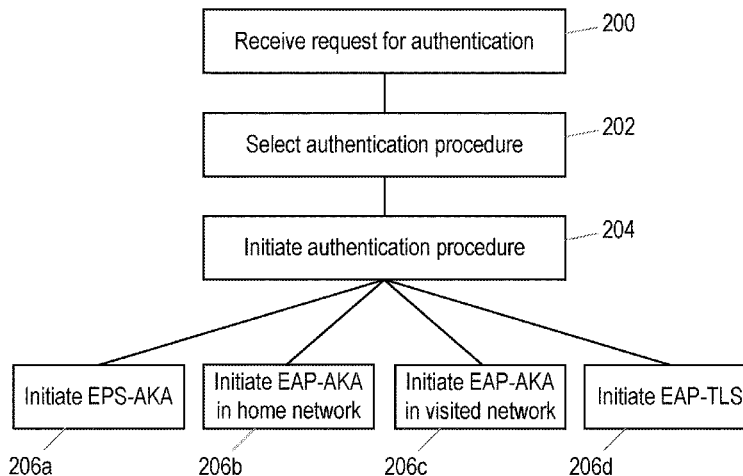 Receive request for authentication
200
Select authentication procedure
202
Initiate authentication procedure
204
Initiate EPS-AKA
Initiate EAP-AKA
in home network
Initiate EAP-AKA
in visited network
Initiate EAP-TLS
206a
206b
206c
206d